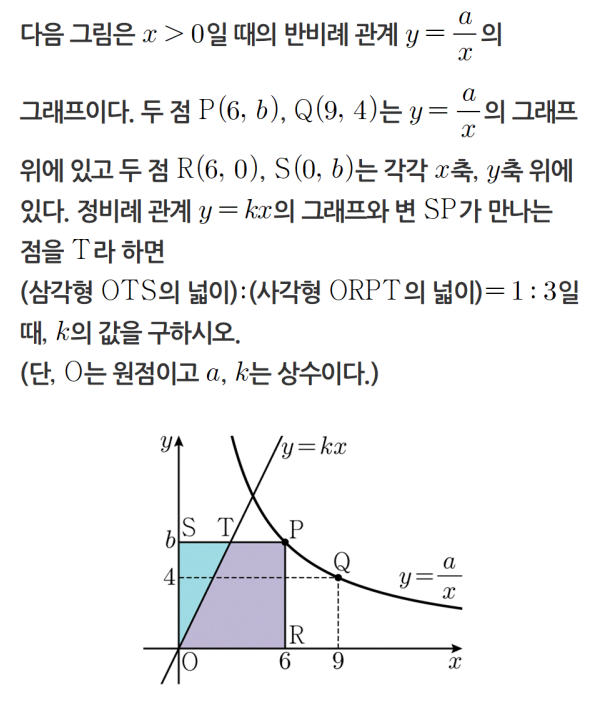 다음 그림은 x > 0일 때의 반비례 관계 y = a/x의
그래프이다. 두 점 P(6, b), Q(9, 4)는 y = a/x의 그래프
위에 있고 두 점 R(6, 0), S(0, b)는 각각 x축, y축 위에
있다. 정비례 관계 y = kx의 그래프와 변 SP가 만나는
점을 T라 하면
(삼각형 OTS의 넓이):(사각형 ORPT의 넓이)= 1 : 3일
때, k의 값을 구하시오.
(단, O는 원점이고 a, k는 상수이다.)
y
y = kx
S T P
b
Q
4
y = a/x
R
O 6 9 x